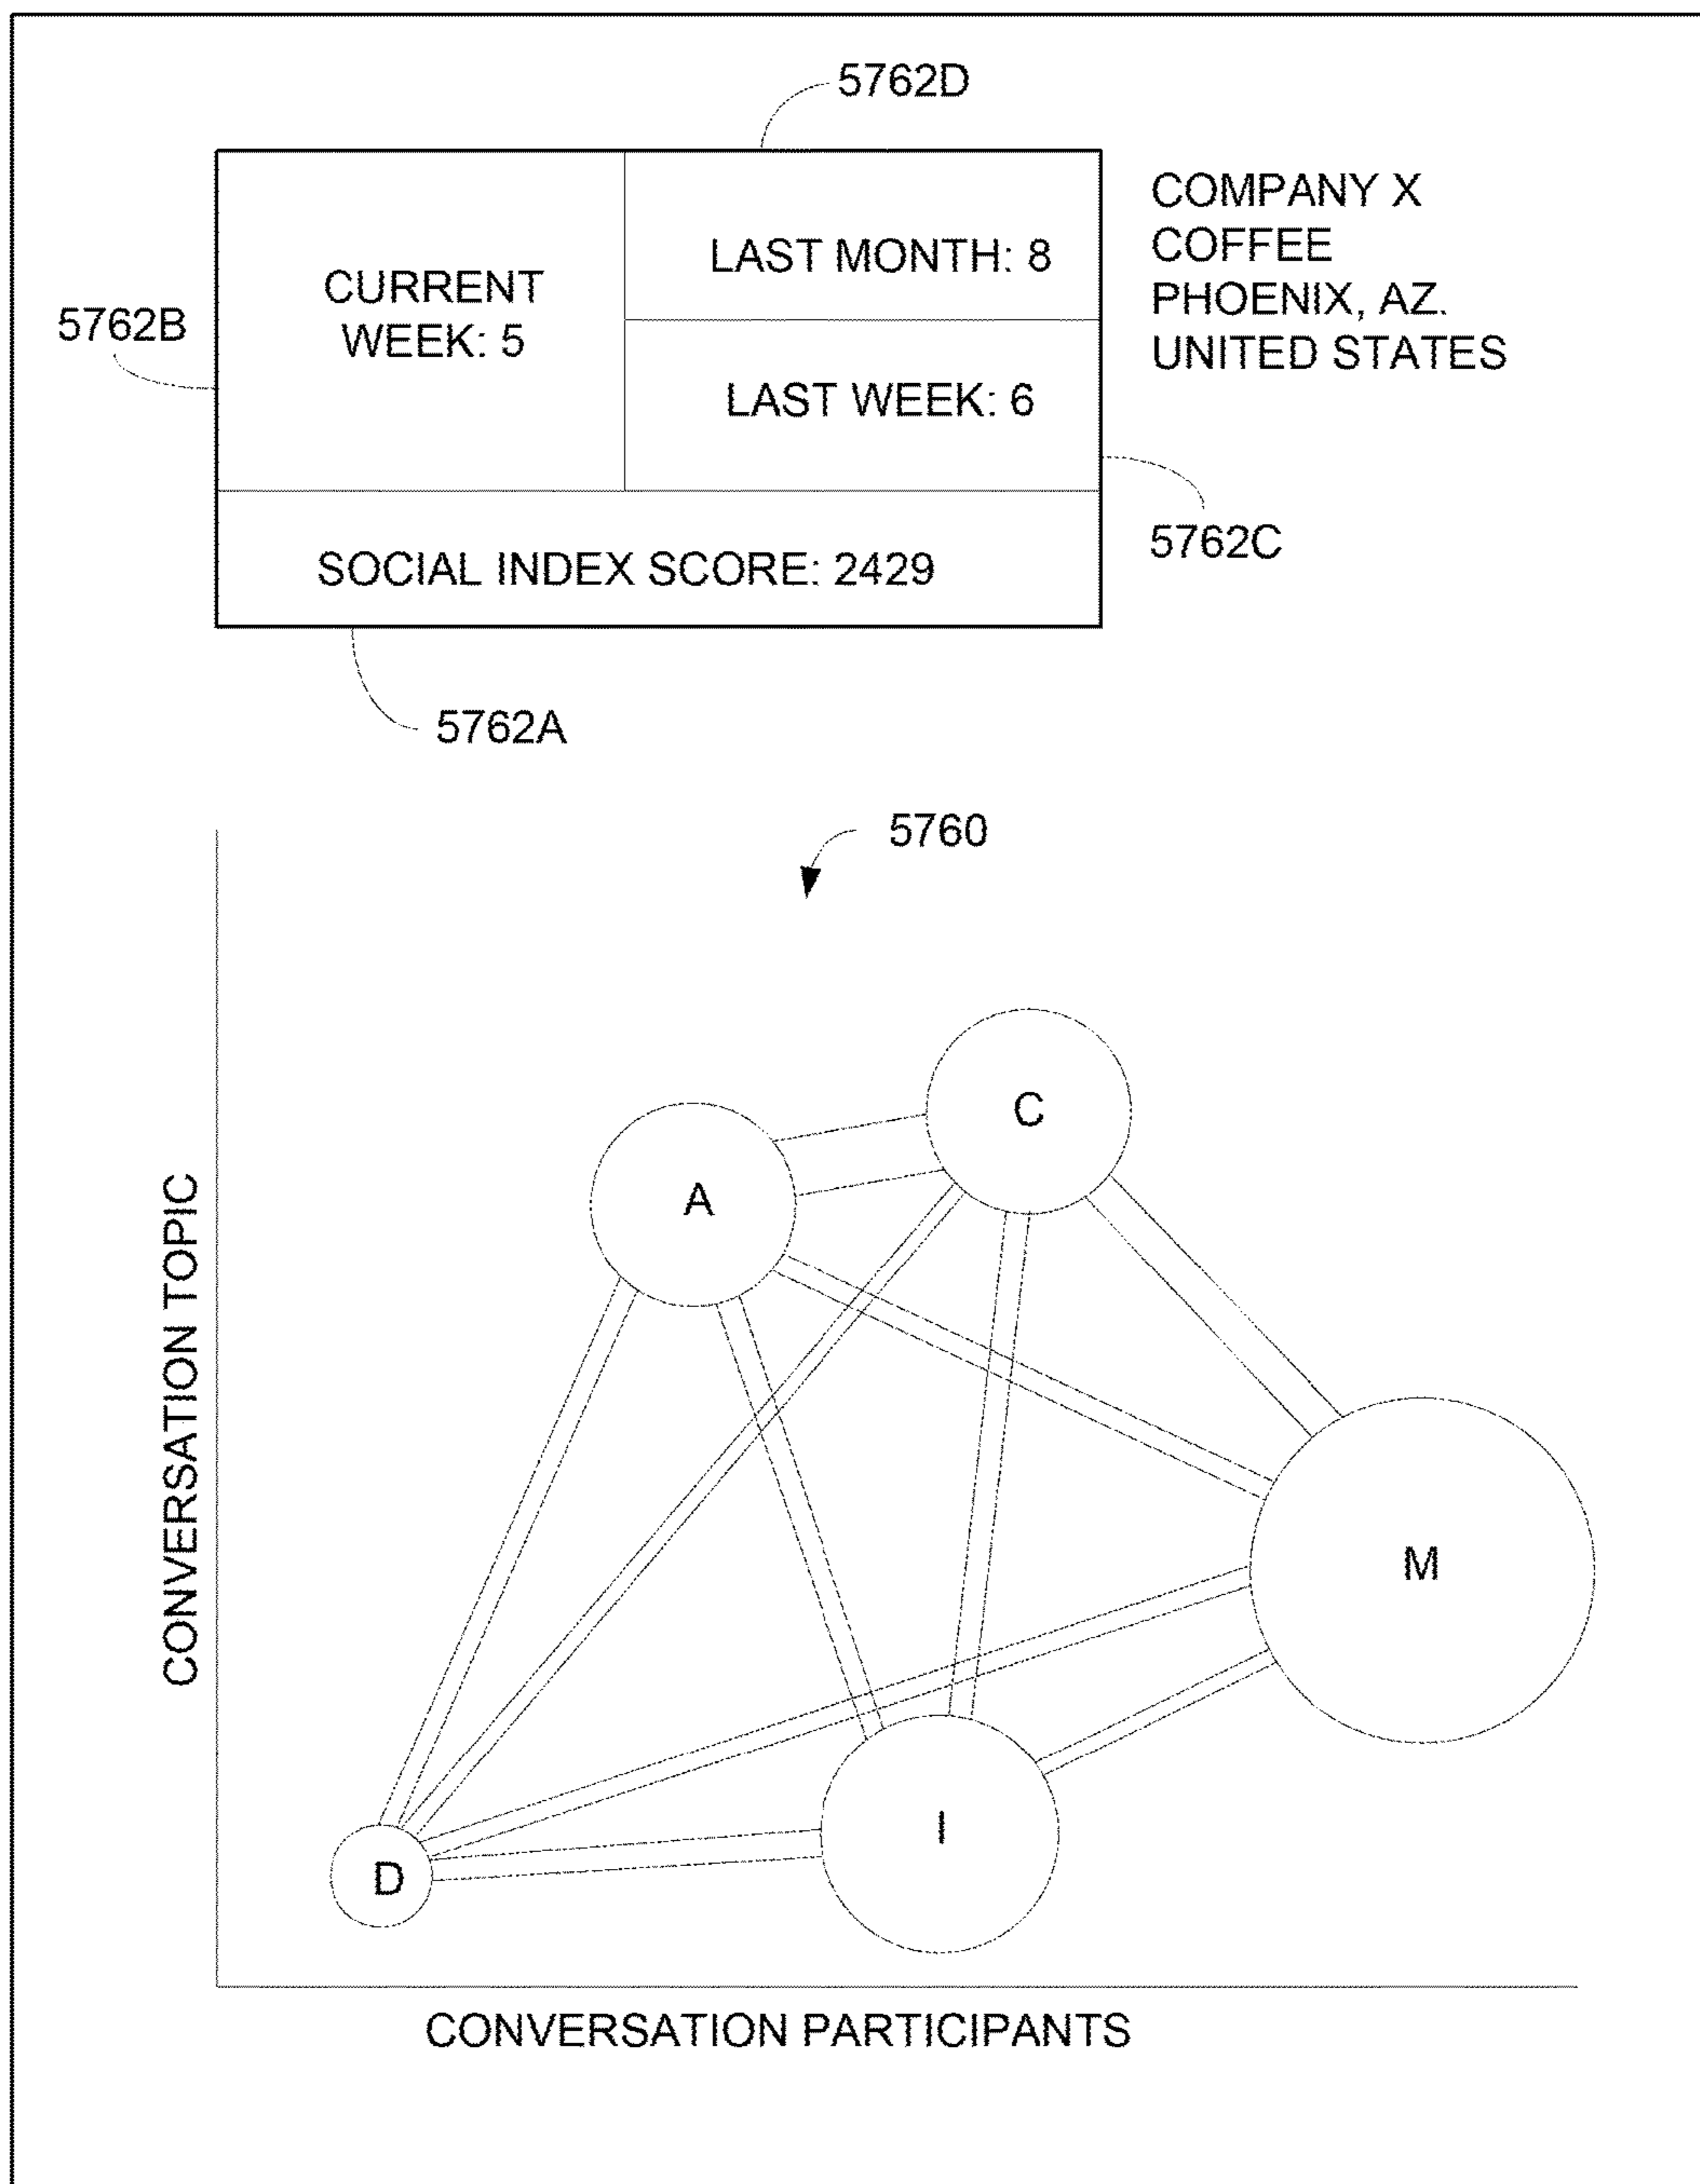 5762D
COMPANY X
COFFEE
PHOENIX, AZ.
UNITED STATES
LAST MONTH: 8
CURRENT
WEEK: 5
5762B
LAST WEEK: 6
5762C
SOCIAL INDEX SCORE: 2429
5762A
5760
C
A
CONVERSATION TOPIC
M
I
D
CONVERSATION PARTICIPANTS